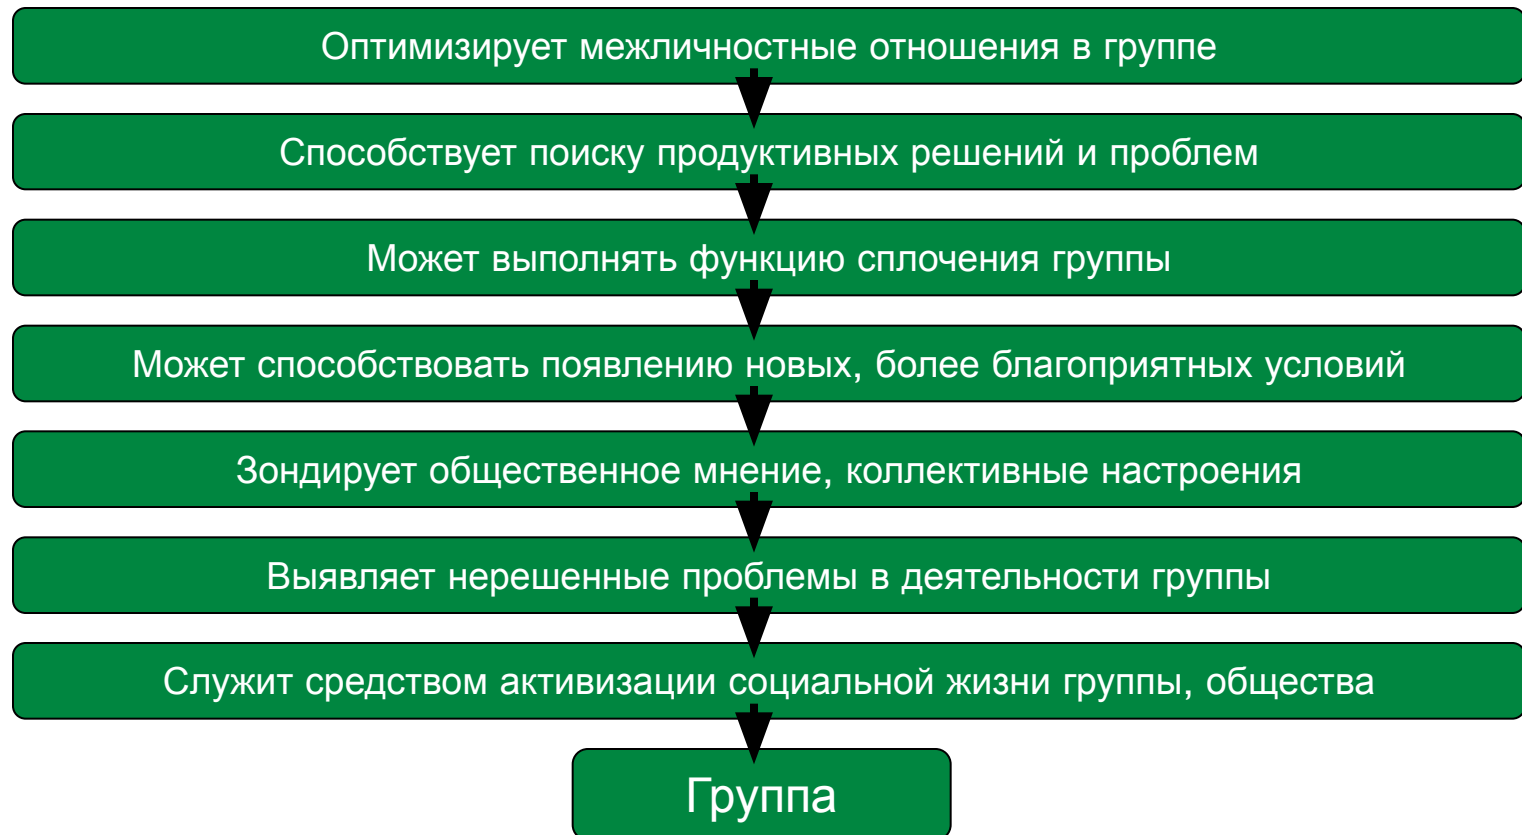 Оптимизирует межличностные отношения в группе
Способствует поиску продуктивных решений и проблем
Может выполнять функцию сплочения группы
Может способствовать появлению новых, более благоприятных условий
Зондирует общественное мнение, коллективные настроения
Выявляет нерешенные проблемы в деятельности группы
Служит средством активизации социальной жизни группы, общества
Группа